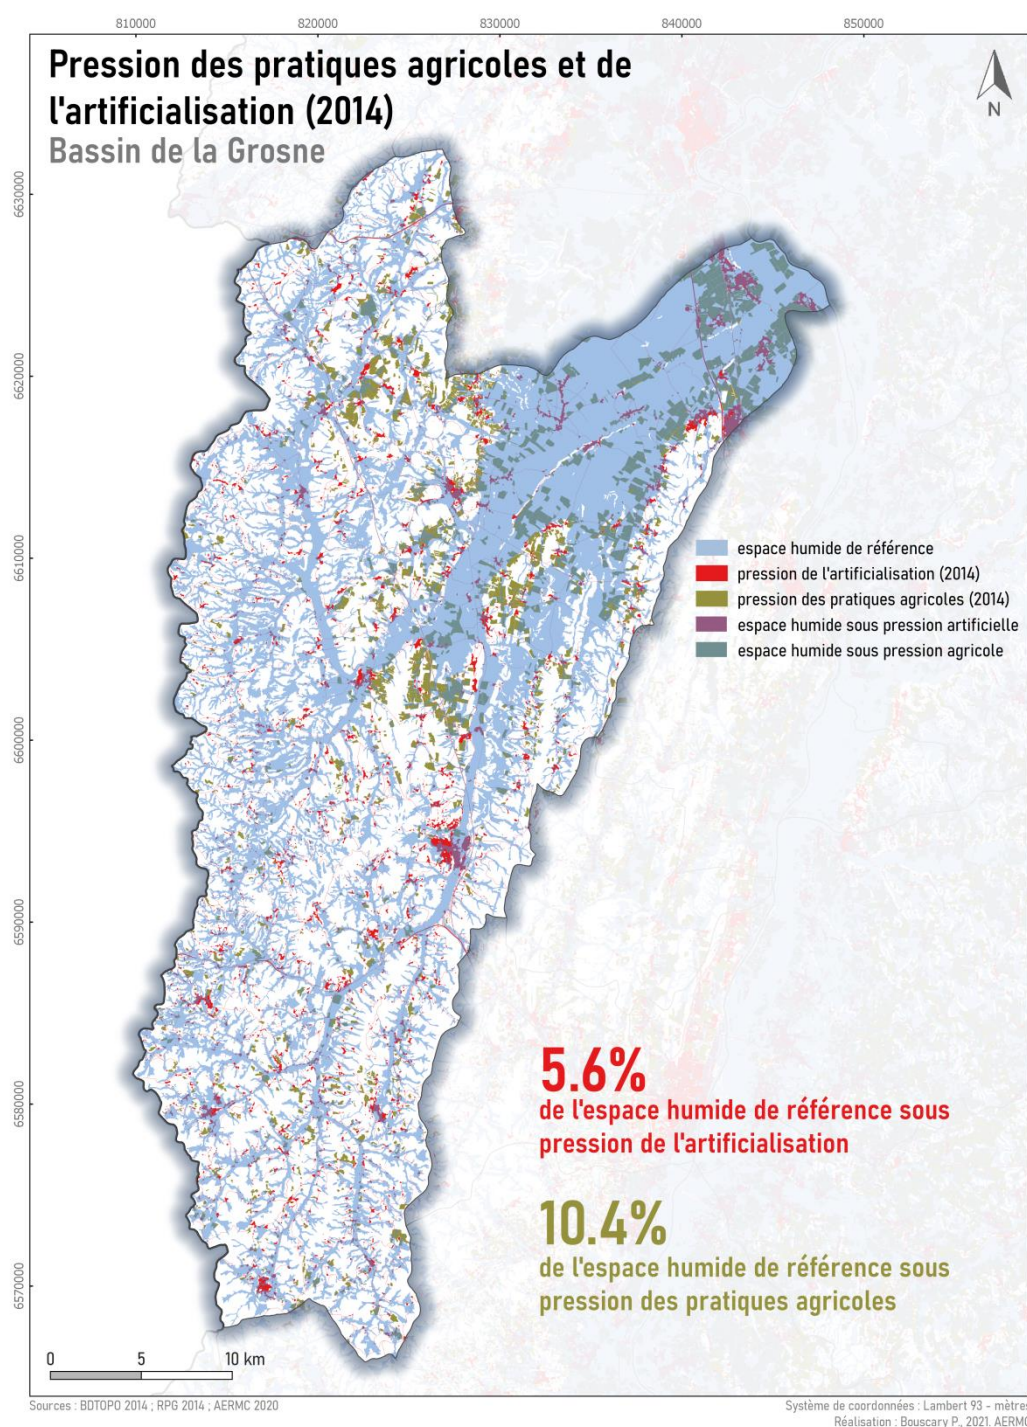 810000 820000 830000 840000 850000
Pression des pratiques agricoles et de
l'artificialisation (2014)
Bassin de la Grosne
N
6630000
6620000
6610000
6600000
6590000
6580000
6570000
espace humide de référence
pression de l'artificialisation (2014)
pression des pratiques agricoles (2014)
espace humide sous pression artificielle
espace humide sous pression agricole
5.6%
de l'espace humide de référence sous
pression de l'artificialisation
10.4%
de l'espace humide de référence sous
pression des pratiques agricoles
0 5 10 km
Sources : BDTOPO 2014 ; RPG 2014 ; AERMC 2020
Système de coordonnées : Lambert 93 - mètres
Réalisation : Bouscary P., 2021, AERMC